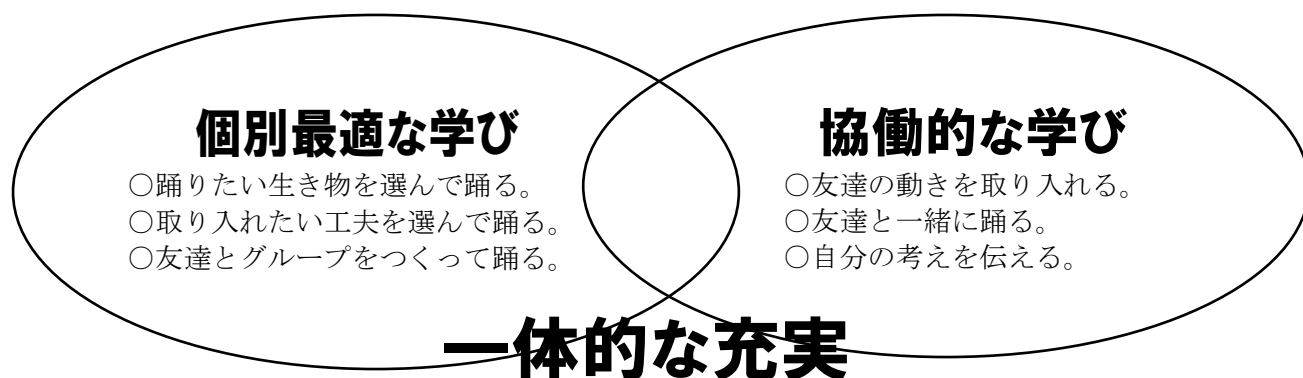 個別最適な学び
○踊りたい生き物を選んで踊る。
○取り入れたい工夫を選んで踊る。
○友達とグループをつくって踊る。
協働的な学び
○友達の動きを取り入れる。
○友達と一緒に踊る。
○自分の考えを伝える。
一体的な充実